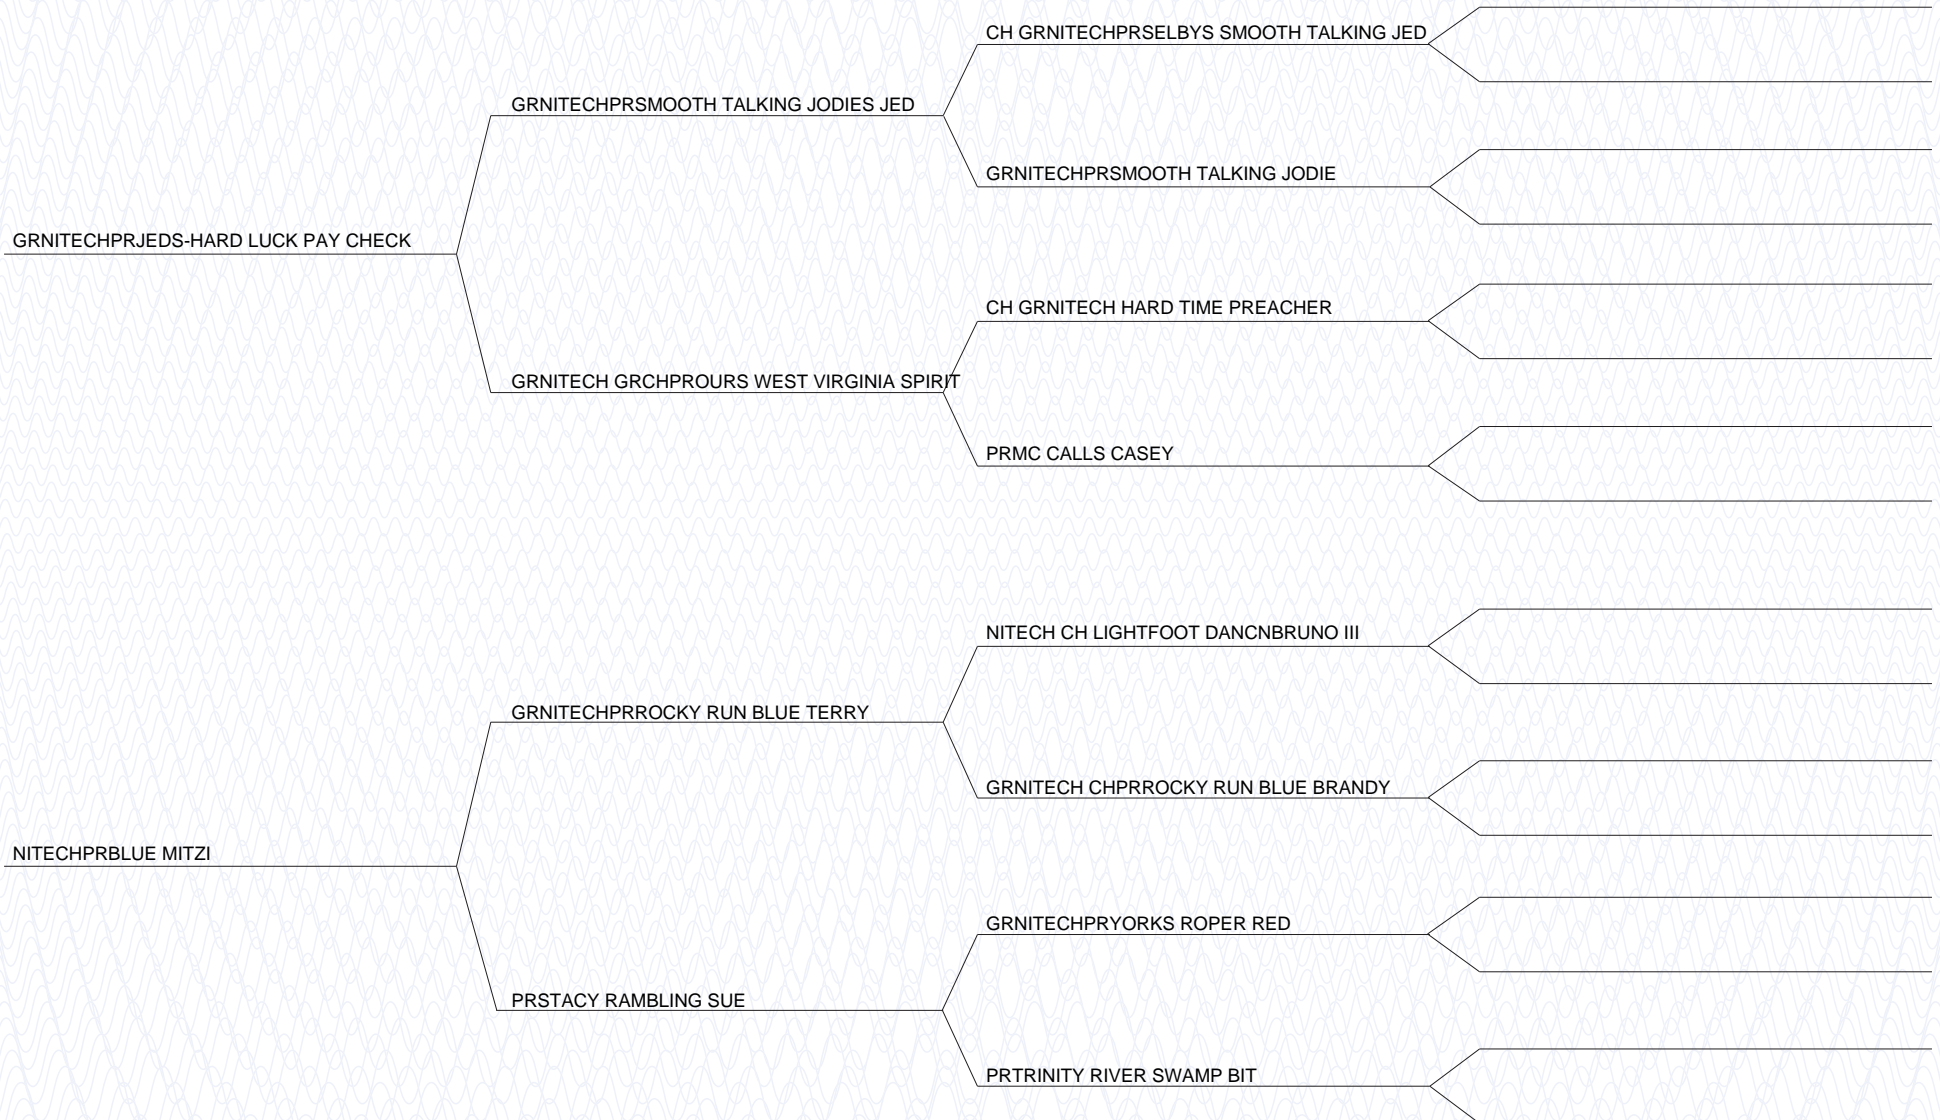 CH GRNITECHPRSELBYS SMOOTH TALKING JED
GRNITECHPRSMOOTH TALKING JODIES JED
GRNITECHPRSMOOTH TALKING JODIE
GRNITECHPRJEDS-HARD LUCK PAY CHECK
CH GRNITECH HARD TIME PREACHER
GRNITECH GRCHPROURS WEST VIRGINIA SPIRIT
PRMC CALLS CASEY
NITECH CH LIGHTFOOT DANCNBRUNO III
GRNITECHPRROCKY RUN BLUE TERRY
GRNITECH CHPRROCKY RUN BLUE BRANDY
NITECHPRBLUE MITZI
GRNITECHPRYORKS ROPER RED
PRSTACY RAMBLING SUE
PRTRINITY RIVER SWAMP BIT